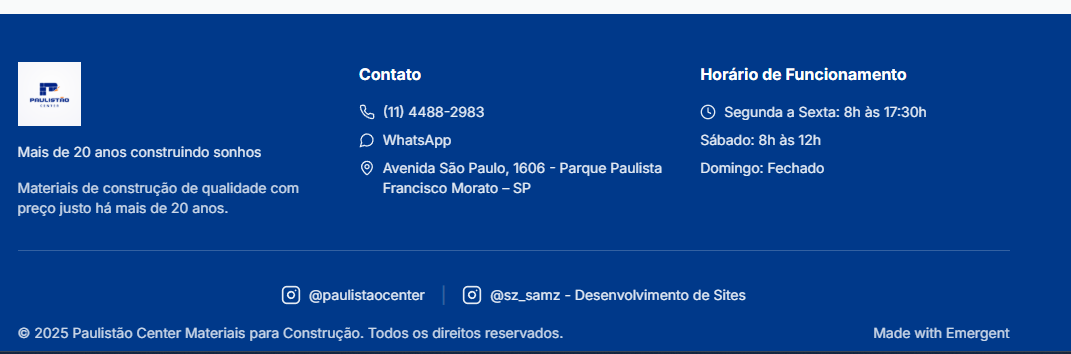 PAULISTÃO
CENTER
Mais de 20 anos construindo sonhos
Materiais de construção de qualidade com
preço justo há mais de 20 anos.
Contato
(11) 4488-2983
WhatsApp
Avenida São Paulo, 1606 - Parque Paulista
Francisco Morato – SP
Horário de Funcionamento
Segunda a Sexta: 8h às 17:30h
Sábado: 8h às 12h
Domingo: Fechado
@paulistaocenter
@sz_samz - Desenvolvimento de Sites
© 2025 Paulistão Center Materiais para Construção. Todos os direitos reservados.
Made with Emergent